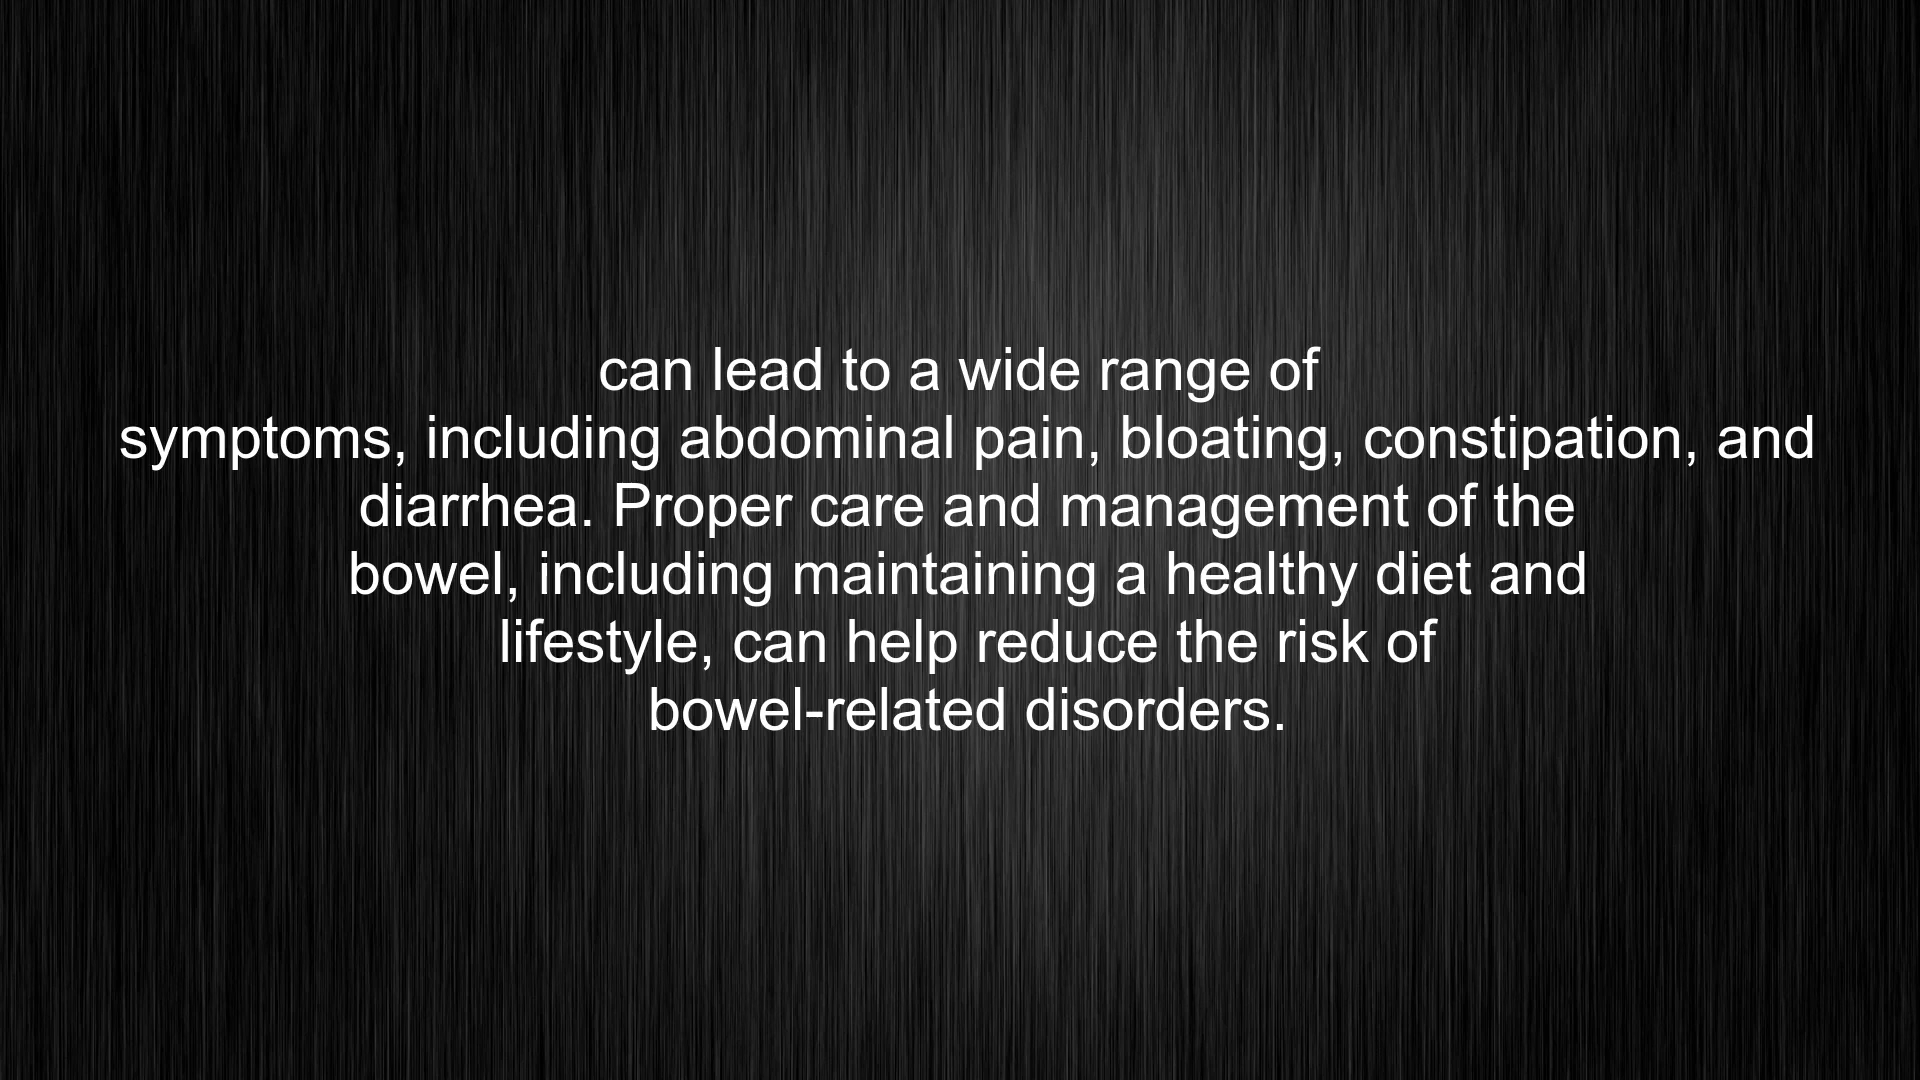 can lead to a wide range of
symptoms, including abdominal pain, bloating, constipation, and
diarrhea. Proper care and management of the
bowel, including maintaining a healthy diet and
lifestyle, can help reduce the risk of
bowel-related disorders.